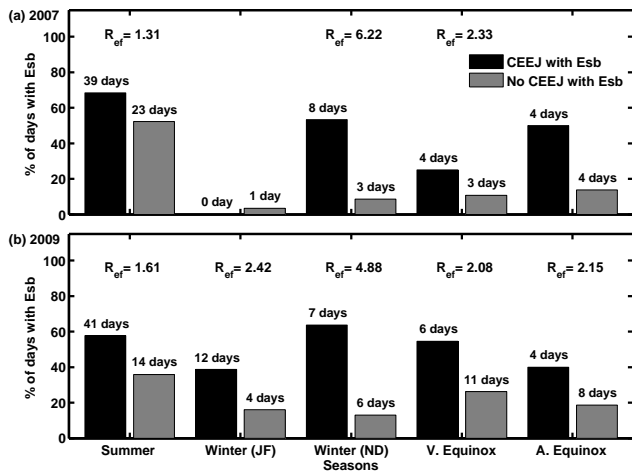 (a) 2007
R_ef= 1.31 R_ef= 6.22 R_ef= 2.33
CEEJ with Esb
No CEEJ with Esb
% of days with Esb
100
80
60
40
20
0
39 days 23 days 0 day 1 day 8 days 3 days 4 days 3 days 4 days 4 days
(b) 2009
R_ef= 1.61 R_ef= 2.42 R_ef= 4.88 R_ef= 2.08 R_ef= 2.15
% of days with Esb
100
80
60
40
20
0
41 days 14 days 12 days 4 days 7 days 6 days 6 days 11 days 4 days 8 days
Summer Winter (JF) Winter (ND) V. Equinox A. Equinox
Seasons